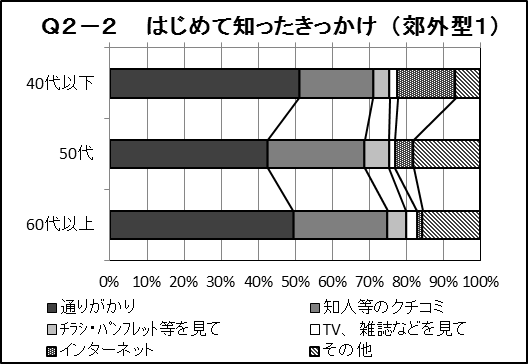 Q2－2　はじめて知ったきっかけ（郊外型1）
40代以下
50代
60代以上
0% 10% 20% 30% 40% 50% 60% 70% 80% 90% 100%
通りがかり　知人等のクチコミ
ﾁﾗｼ・ﾊﾟﾝﾌﾚｯﾄ等を見て　TV、雑誌などを見て
インターネット　その他